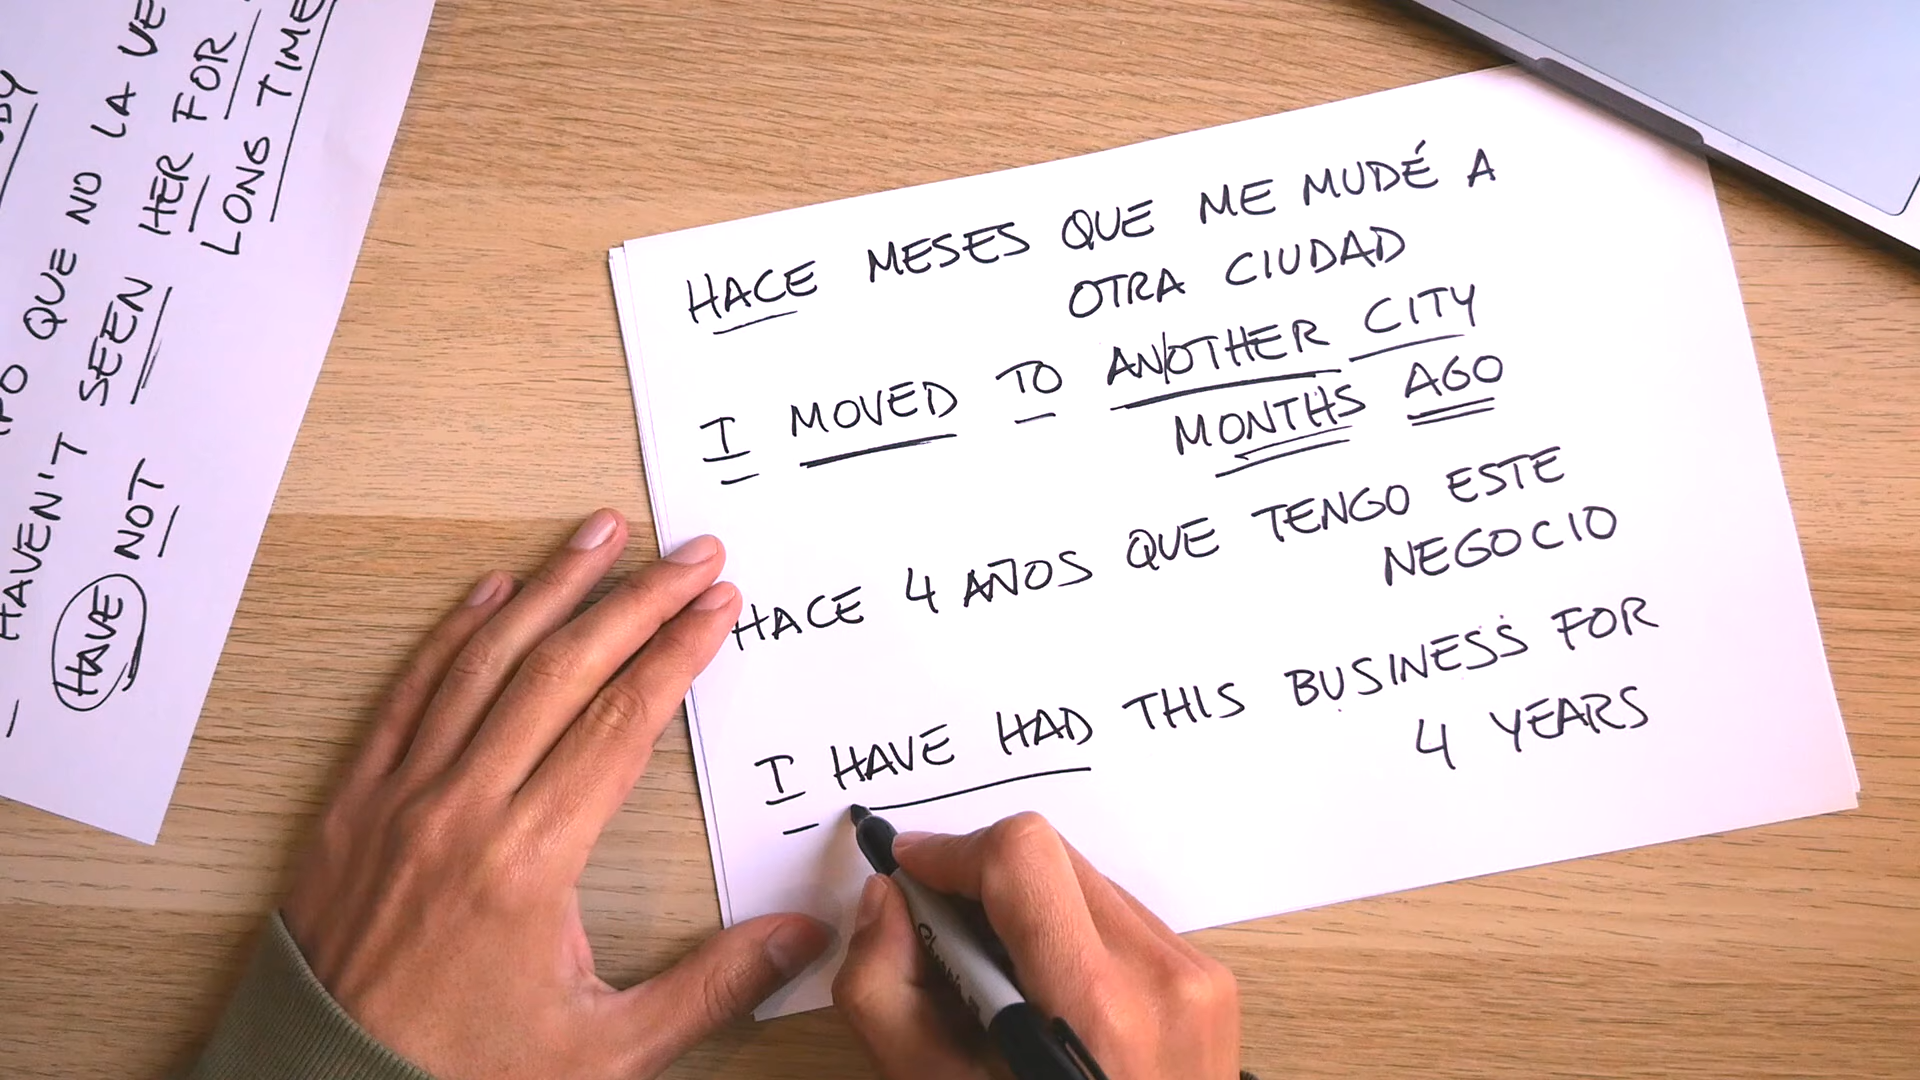 HACE MESES QUE ME MUDÉ A
OTRA CIUDAD
I MOVED TO ANOTHER CITY
MONTHS AGO
HACE 4 AÑOS QUE TENGO ESTE
NEGOCIO
I HAVE HAD THIS BUSINESS FOR
4 YEARS
QUE NO LA
HAVEN'T SEEN HER FOR
LONG TIME
HAVE NOT